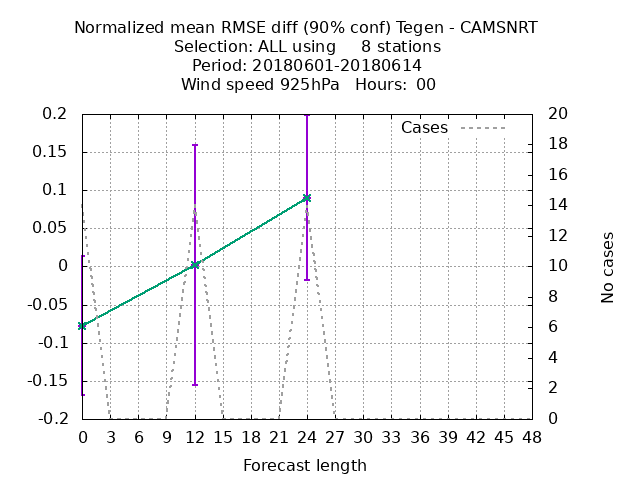 Normalized mean RMSE diff (90% conf) Tegen - CAMSNRT
Selection: ALL using     8 stations
Period: 20180601-20180614
Wind speed 925hPa   Hours:  00
Cases
0.2
0.15
0.1
0.05
0
-0.05
-0.1
-0.15
-0.2
20
18
16
14
12
10
8
6
4
2
0
No cases
0 3 6 9 12 15 18 21 24 27 30 33 36 39 42 45 48
Forecast length